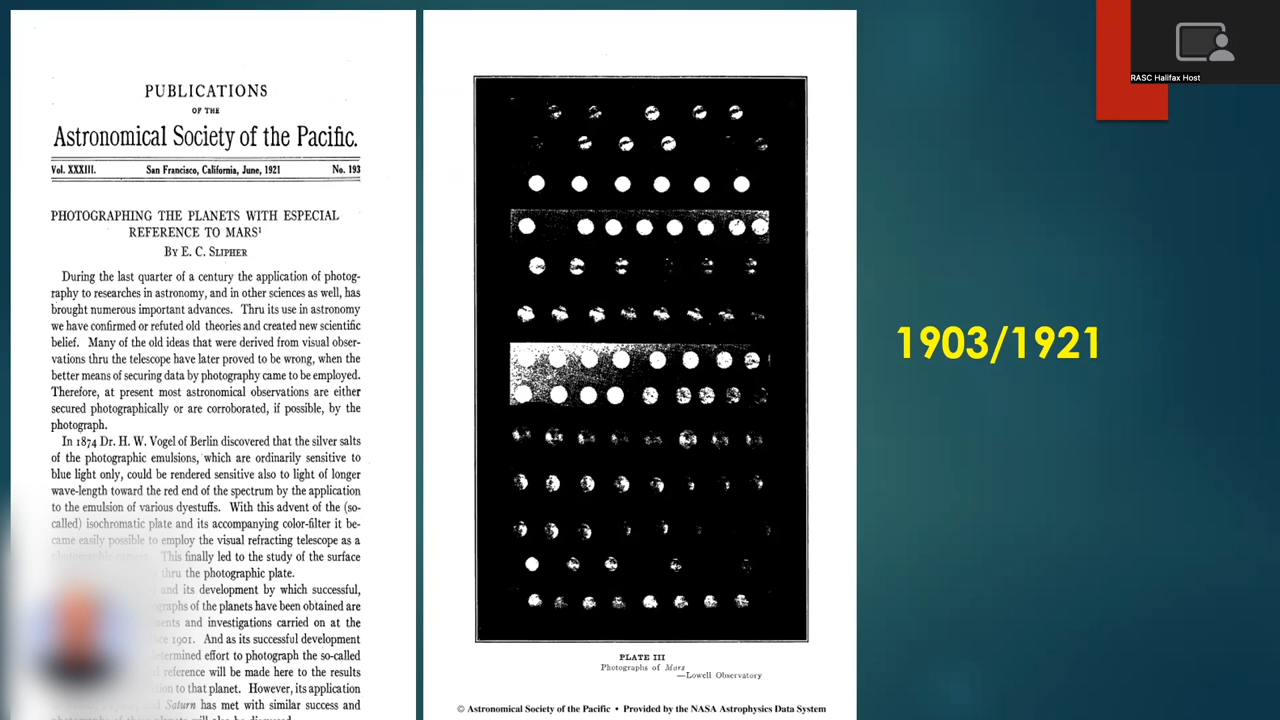 PUBLICATIONS
OF THE
Astronomical Society of the Pacific.
Vol. XXXIII. San Francisco, California, June, 1921 No. 193
PHOTOGRAPHING THE PLANETS WITH ESPECIAL
REFERENCE TO MARS¹
By E. C. Slipher
During the last quarter of a century the application of photog-
raphy to researches in astronomy, and in other sciences as well, has
brought numerous important advances. Thru its use in astronomy
we have confirmed or refuted old theories and created new scientific
belief. Many of the old ideas that were derived from visual obser-
vations thru the telescope have later proved to be wrong, when the
better means of securing data by photography came to be employed.
Therefore, at present most astronomical observations are either
secured photographically or are corroborated, if possible, by the
photograph.
In 1874 Dr. H. W. Vogel of Berlin discovered that the silver salts
of the photographic emulsions, which are ordinarily sensitive to
blue light only, could be rendered sensitive also to light of longer
wave-length toward the red end of the spectrum by the application
to the emulsion of various dyestuffs. With this advent of the (so-
called) isochromatic plate and its accompanying color-filter it be-
came easily possible to employ the visual refracting telescope as a
photographic camera. This finally led to the study of the surface
thru the photographic plate.
and its development by which successful,
of the planets have been obtained are
and investigations carried on at the
1901. And as its successful development
effort to photograph the so-called
reference will be made here to the results
to that planet. However, its application
Saturn has met with similar success and
PLATE III
Photographs of Mars
—Lowell Observatory
© Astronomical Society of the Pacific • Provided by the NASA Astrophysics Data System
1903/1921
RASC Halifax Host